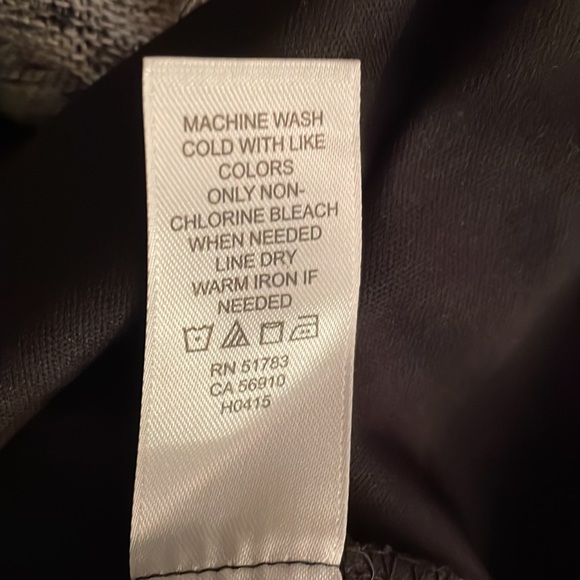 MACHINE WASH
COLD WITH LIKE
COLORS
ONLY NON-
CHLORINE BLEACH
WHEN NEEDED
LINE DRY
WARM IRON IF
NEEDED
RN 51783
CA 56910
H0415